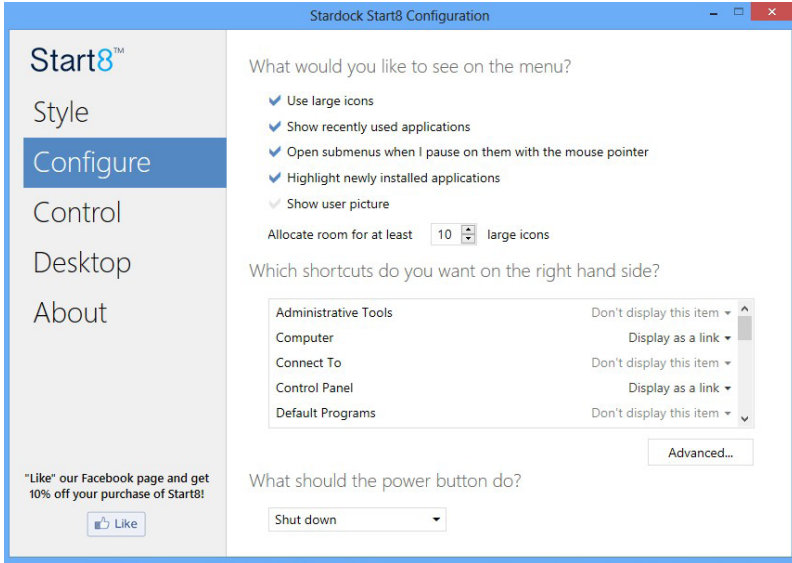 Stardock Start8 Configuration
Start8™
Style
Configure
Control
Desktop
About
"Like" our Facebook page and get
10% off your purchase of Start8!
Like
What would you like to see on the menu?
Use large icons
Show recently used applications
Open submenus when I pause on them with the mouse pointer
Highlight newly installed applications
Show user picture
Allocate room for at least 10 large icons
Which shortcuts do you want on the right hand side?
Administrative Tools Don't display this item
Computer Display as a link
Connect To Don't display this item
Control Panel Display as a link
Default Programs Don't display this item
Advanced...
What should the power button do?
Shut down